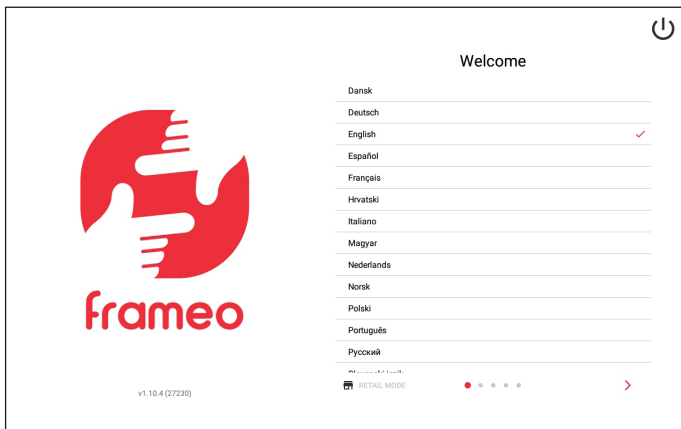 Welcome
Dansk
Deutsch
English
Español
Français
Hrvatski
Italiano
Magyar
Nederlands
Norsk
Polski
Português
Русский
frameo
v1.10.4 (27230)
RETAIL MODE